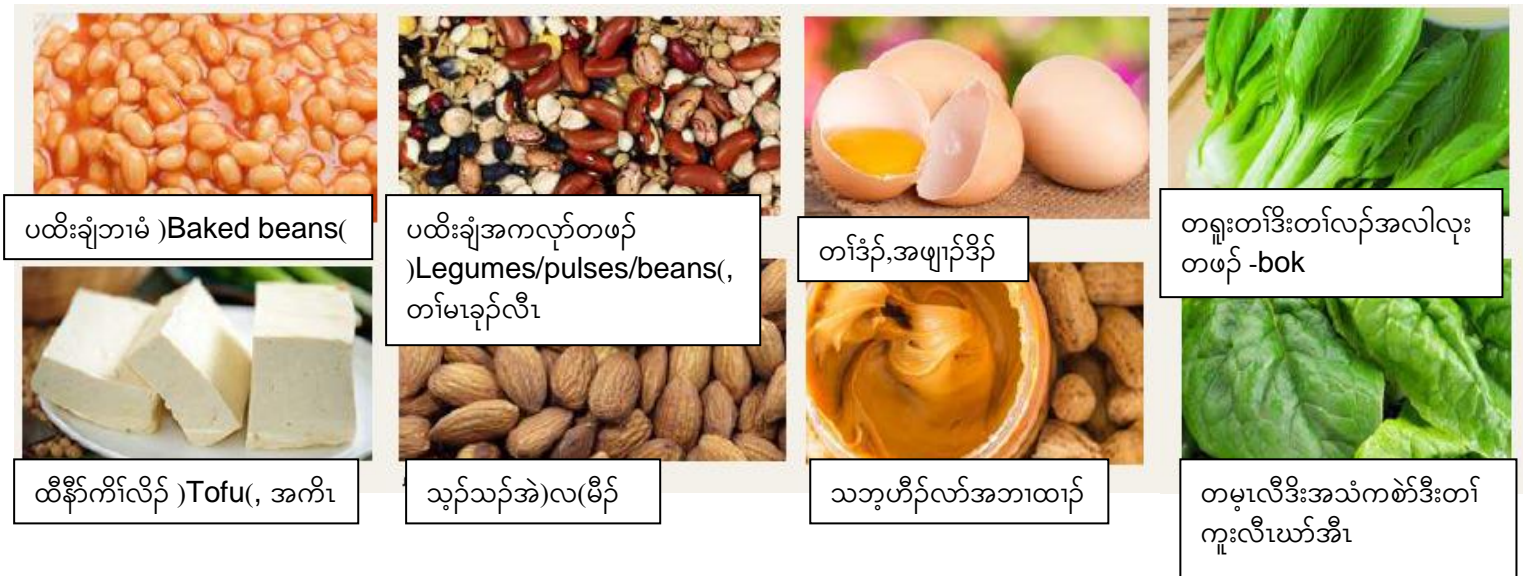 ပထိးချံဘၢမံ )Baked beans(
ပထိးချံအကလုာ်တဖၣ်
)Legumes/pulses/beans(,
တၢ်မၤခုၣ်လီၤ
တၢ်ဒံၣ်,အဖျၢၣ်ဒိၣ်
တရူးတၢ်ဒိးတၢ်လၣ်အလါလုး
တဖၣ် -bok
ထီနီၢ်ကိၢ်လိၣ် )Tofu(, အကိၤ
သ့ၣ်သၣ်အဲ)လ(မီၣ်
သဘ့ဟီၣ်လာ်အဘၢထၢၣ်
တမ့ၤလီဒိးအသံကစဲာ်ဒီးတၢ်
ကူးလီၤဃာ်အီၤ